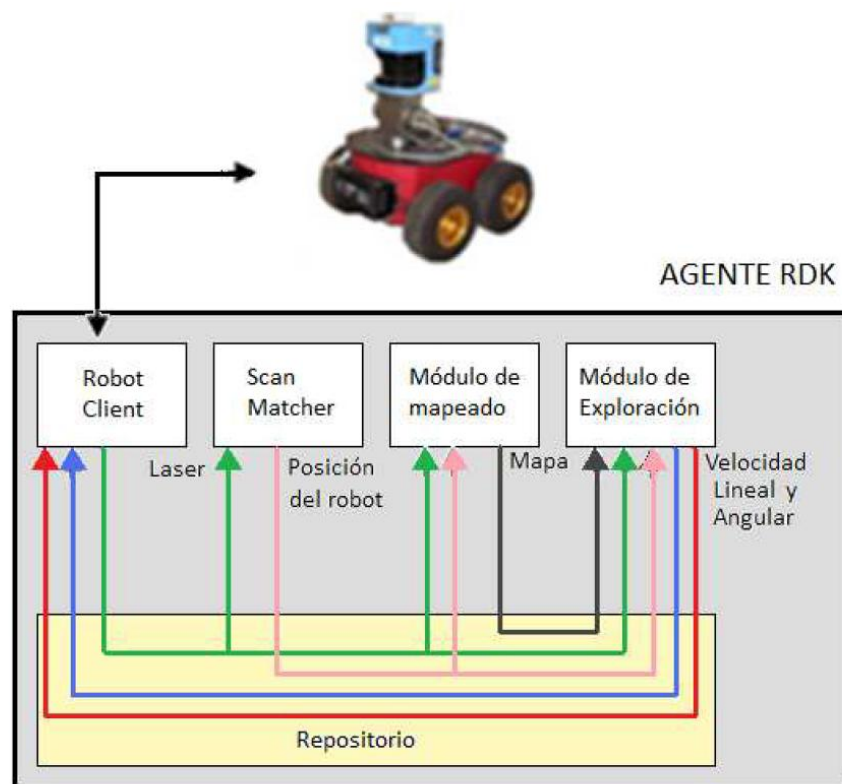 AGENTE RDK
Robot
Client
Scan
Matcher
Módulo de
mapeado
Módulo de
Exploración
Laser
Posición
del robot
Mapa
Velocidad
Lineal y
Angular
Repositorio